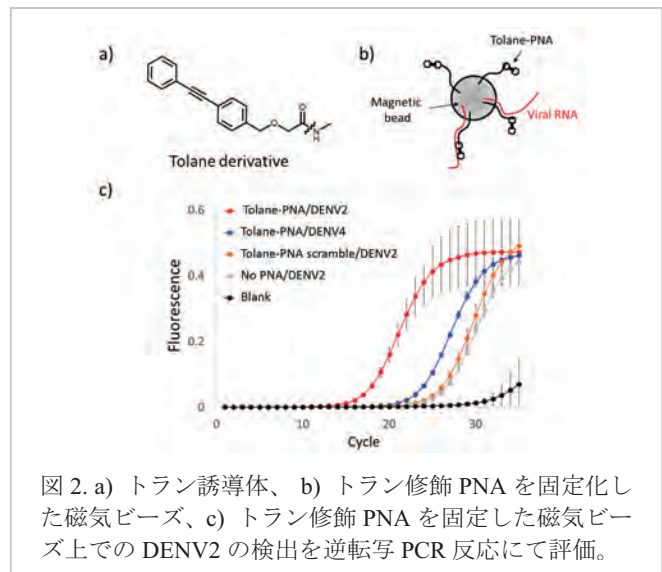 a)
b)
Tolane-PNA
O
O
N
H
Magnetic
bead
Viral RNA
Tolane derivative
c)
0.6
Tolane-PNA/DENV2
Tolane-PNA/DENV4
Tolane-PNA scramble/DENV2
No PNA/DENV2
Blank
Fluorescence
0.4
0.2
0
0
10
20
30
Cycle
図 2. a) トラン誘導体、 b) トラン修飾 PNA を固定化し
た磁気ビーズ、c) トラン修飾 PNA を固定した磁気ビー
ズ上での DENV2 の検出を逆転写 PCR 反応にて評価。